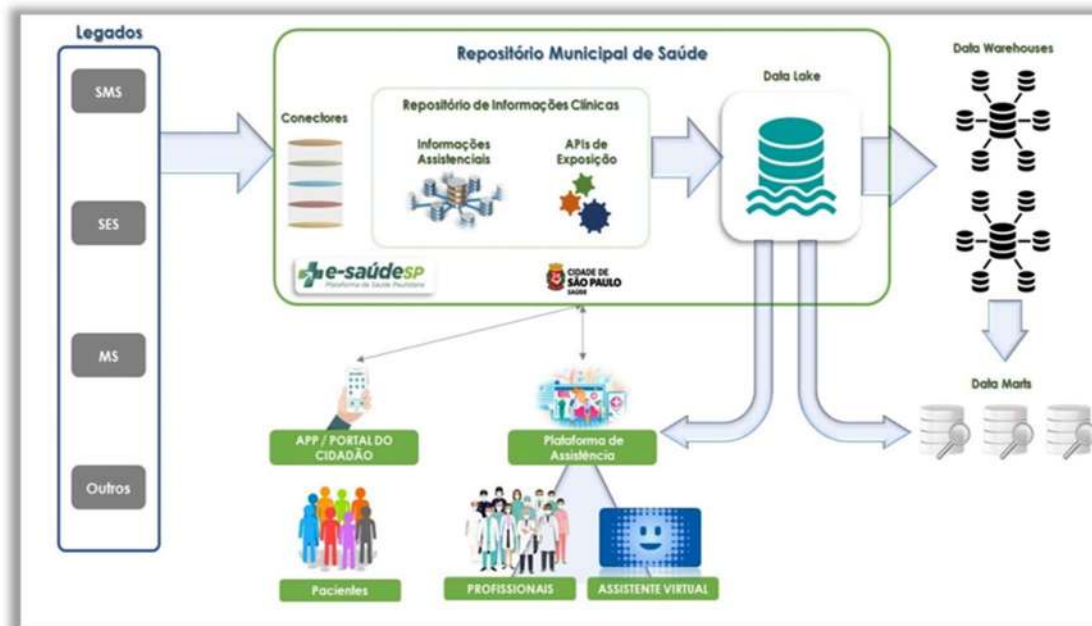 Legados
SMS
SES
MS
Outros
Repositório Municipal de Saúde
Conectores
Repositório de Informações Clínicas
Informações
Assistenciais
APIs de
Exposição
Data Lake
e-saúdeSP
Plataforma da Saúde Paulistana
CIDADE DE
SÃO PAULO
SAÚDE
Data Warehouses
Data Marts
APP / PORTAL DO
CIDADÃO
Plataforma de
Assistência
Pacientes
PROFISSIONAIS
ASSISTENTE VIRTUAL